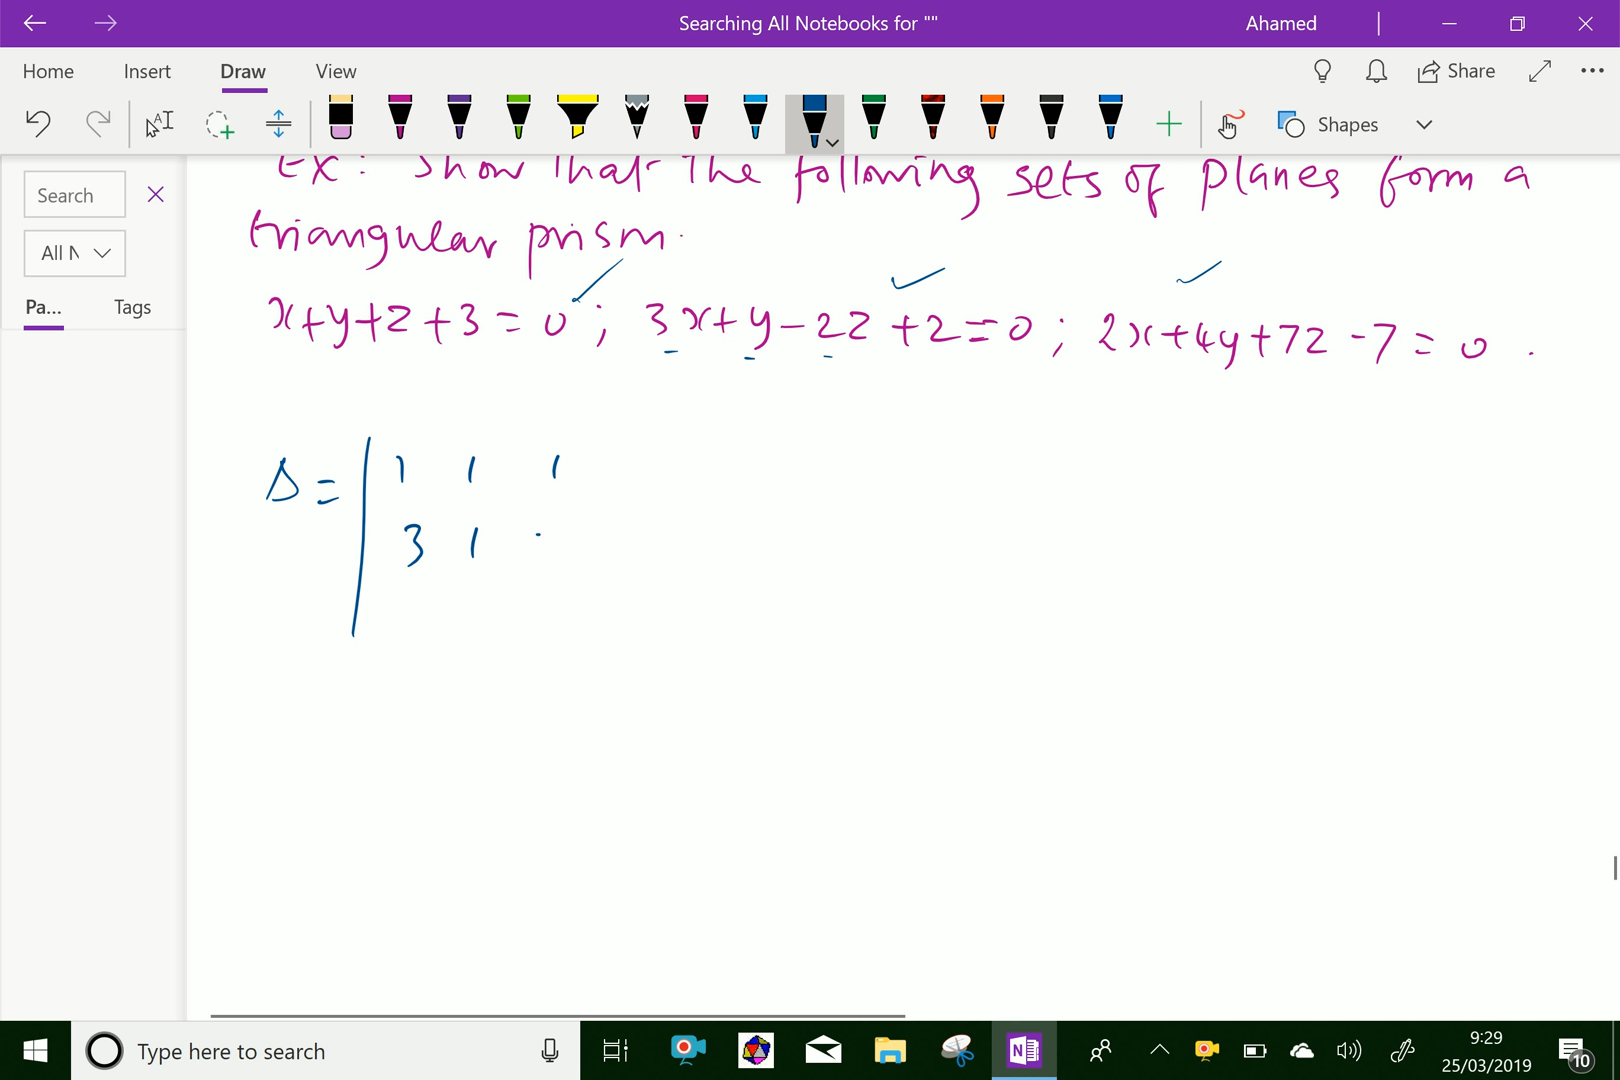 Searching All Notebooks for ""
Ahamed
Home Insert Draw View
Share
Shapes
Search
All N
Pa... Tags
Ex: Show that the following sets of planes form a
triangular prism.
x+y+z+3=0; 3x+y-2z+2=0; 2x+4y+7z-7=0.
Δ= | 1 1 1
3 1
Type here to search
N
9:29
25/03/2019
10